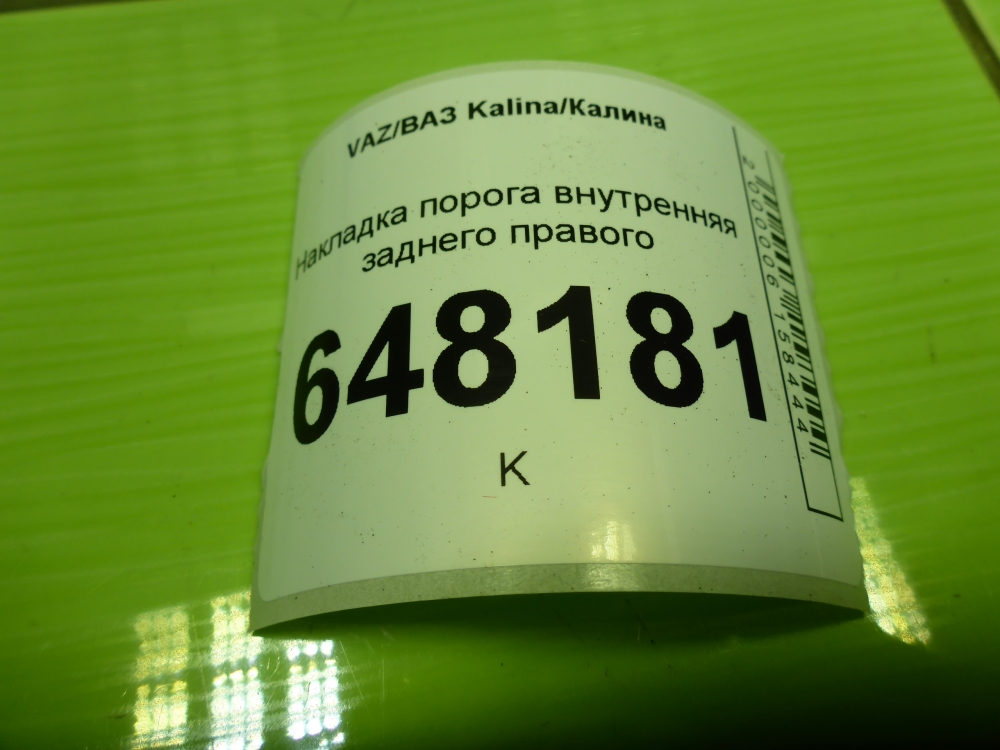 VAZ/ВАЗ Kalina/Калина
Накладка порога внутренняя
заднего правого
648181
К
2000006158444